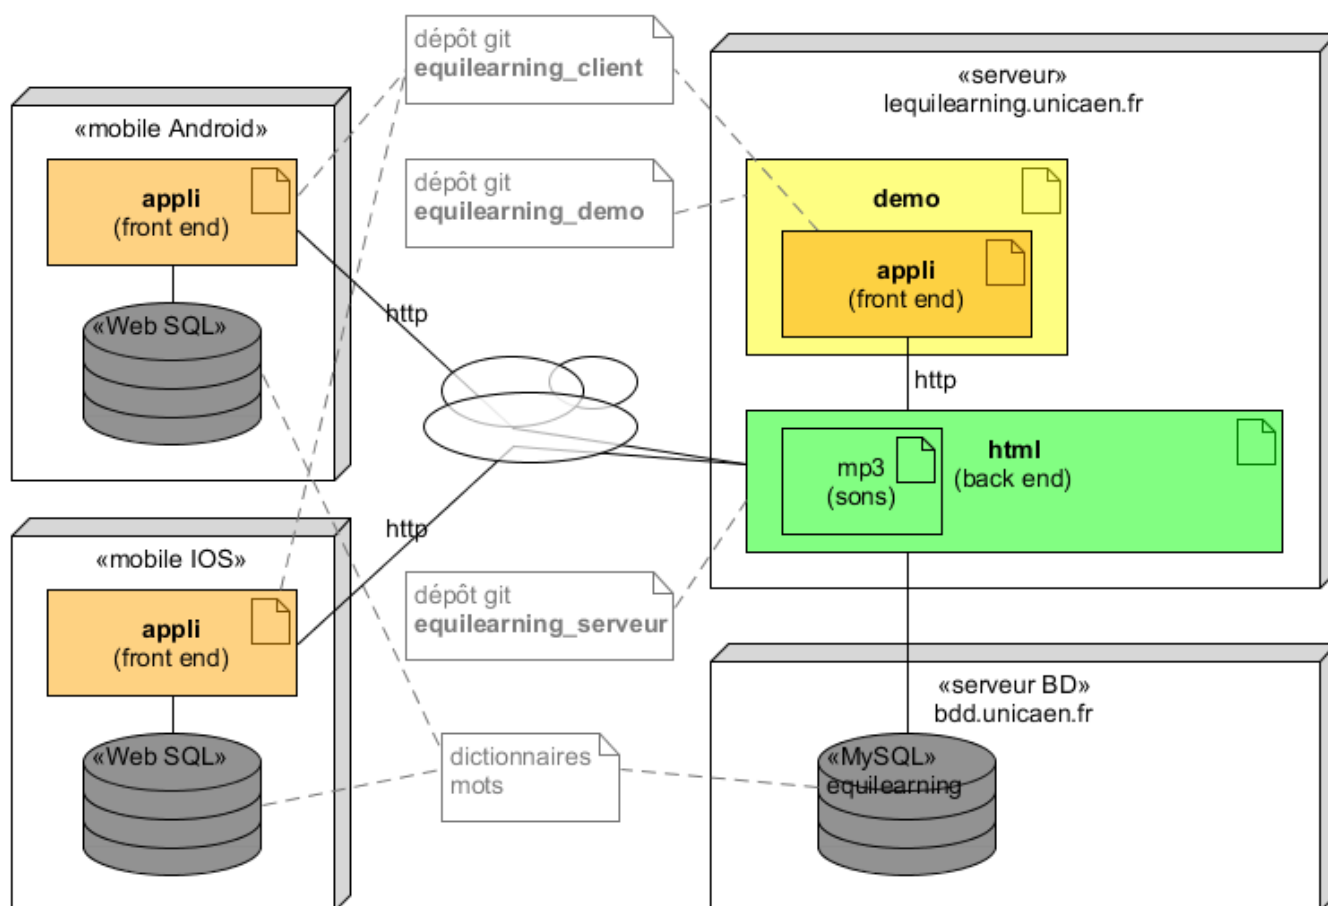 dépôt git
equilearning_client
«serveur»
lequilearning.unicaen.fr
«mobile Android»
appli
(front end)
dépôt git
equilearning_demo
demo
appli
(front end)
«Web SQL»
http
http
mp3
(sons)
html
(back end)
http
«mobile IOS»
appli
(front end)
dépôt git
equilearning_serveur
«serveur BD»
bdd.unicaen.fr
«Web SQL»
dictionnaires
mots
«MySQL»
equilearning